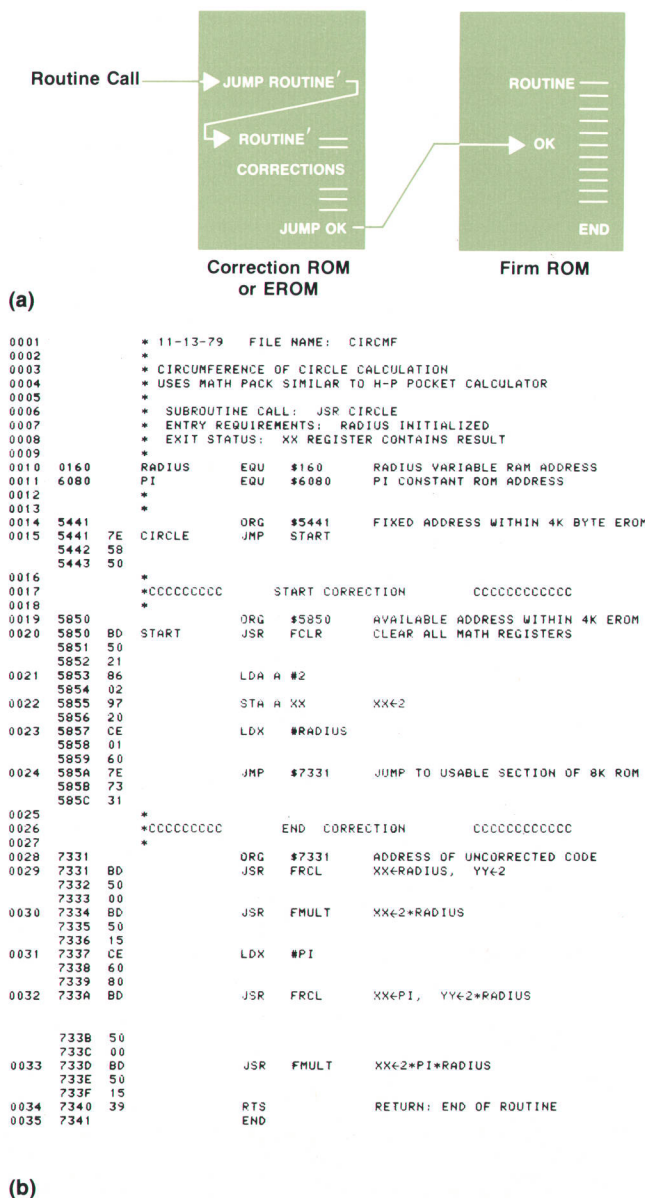 Routine Call
JUMP ROUTINE′
ROUTINE′
CORRECTIONS
JUMP OK
ROUTINE
OK
END
Correction ROM
or EROM
Firm ROM
(a)
0001 * 11-13-79 FILE NAME: CIRCMF
0002 *
0003 * CIRCUMFERENCE OF CIRCLE CALCULATION
0004 * USES MATH PACK SIMILAR TO H-P POCKET CALCULATOR
0005 *
0006 * SUBROUTINE CALL: JSR CIRCLE
0007 * ENTRY REQUIREMENTS: RADIUS INITIALIZED
0008 * EXIT STATUS: XX REGISTER CONTAINS RESULT
0009 *
0010 0160 RADIUS EQU $160 RADIUS VARIABLE RAM ADDRESS
0011 6080 PI EQU $6080 PI CONSTANT ROM ADDRESS
0012 *
0013 *
0014 5441 ORG $5441 FIXED ADDRESS WITHIN 4K BYTE EROM
0015 5441 7E CIRCLE JMP START
5442 58
5443 50
0016 *
0017 *CCCCCCCCC START CORRECTION CCCCCCCCCCCC
0018 *
0019 5850 ORG $5850 AVAILABLE ADDRESS WITHIN 4K EROM
0020 5850 BD START JSR FCLR CLEAR ALL MATH REGISTERS
5851 50
5852 21
0021 5853 86 LDA A #2
5854 02
0022 5855 97 STA A XX XX←2
5856 20
0023 5857 CE LDX #RADIUS
5858 01
5859 60
0024 585A 7E JMP $7331 JUMP TO USABLE SECTION OF 8K ROM
585B 73
585C 31
0025 *
0026 *CCCCCCCCC END CORRECTION CCCCCCCCCCCC
0027 *
0028 7331 ORG $7331 ADDRESS OF UNCORRECTED CODE
0029 7331 BD JSR FRCL XX←RADIUS, YY←2
7332 50
7333 00
0030 7334 BD JSR FMULT XX←2*RADIUS
7335 50
7336 15
0031 7337 CE LDX #PI
7338 60
7339 80
0032 733A BD JSR FRCL XX←PI, YY←2*RADIUS
733B 50
733C 00
0033 733D BD JSR FMULT XX←2*PI*RADIUS
733E 50
733F 15
0034 7340 39 RTS RETURN: END OF ROUTINE
0035 7341 END
(b)